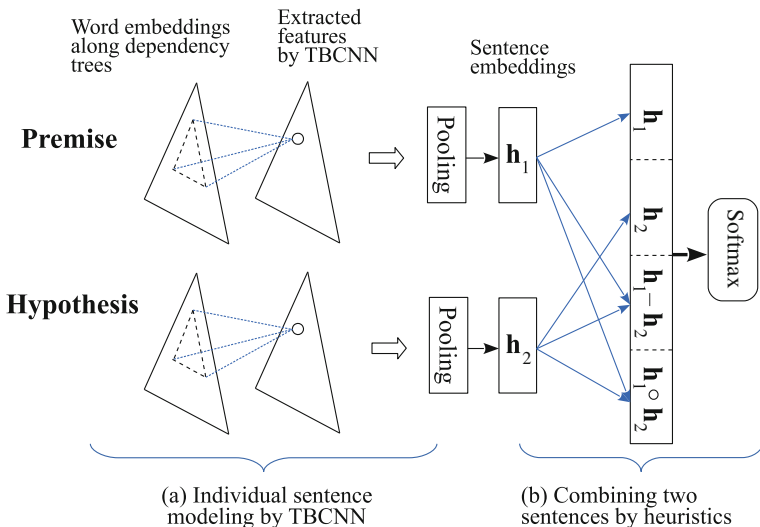 Word embeddings
along dependency
trees
Extracted
features
by TBCNN
Sentence
embeddings
Premise
Pooling
h1
h1
h2
h1 − h2
h1 ○ h2
Softmax
Hypothesis
Pooling
h2
(a) Individual sentence
modeling by TBCNN
(b) Combining two
sentences by heuristics